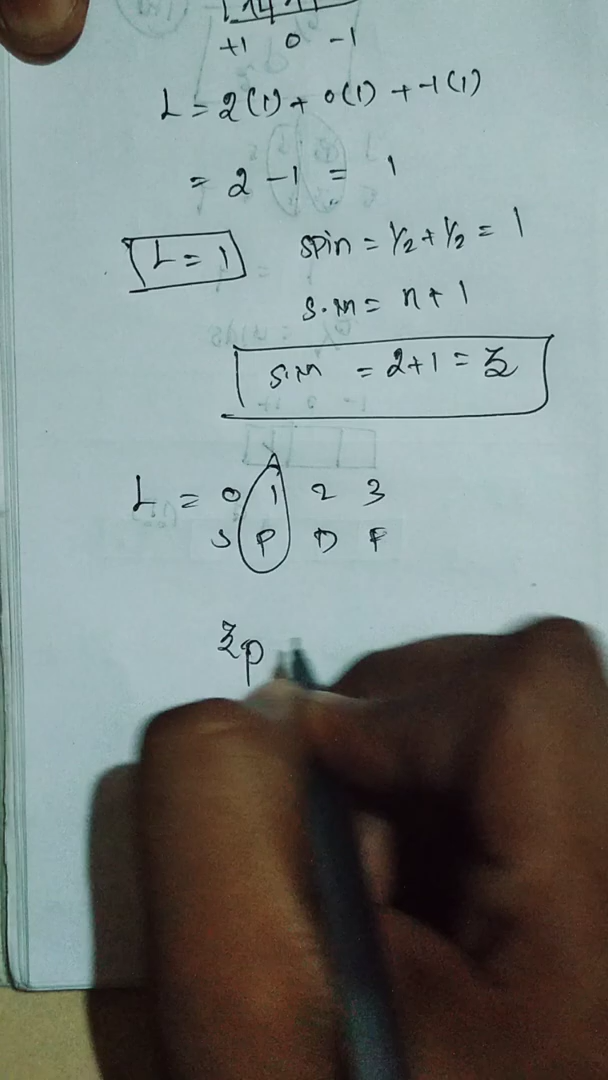 +1 0 -1
L = 2(1) + 0(1) + -1(1)
= 2 - 1 = 1
L = 1
spin = 1/2 + 1/2 = 1
S.M = n + 1
S.M = 2+1 = 3
L = 0 1 2 3
S P D F
³P